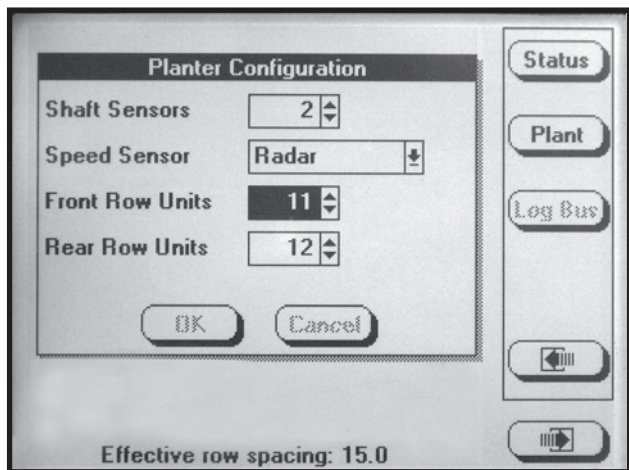 Planter Configuration
Shaft Sensors 2
Speed Sensor Radar
Front Row Units 11
Rear Row Units 12
OK Cancel
Status
Plant
Log Bus
Effective row spacing: 15.0